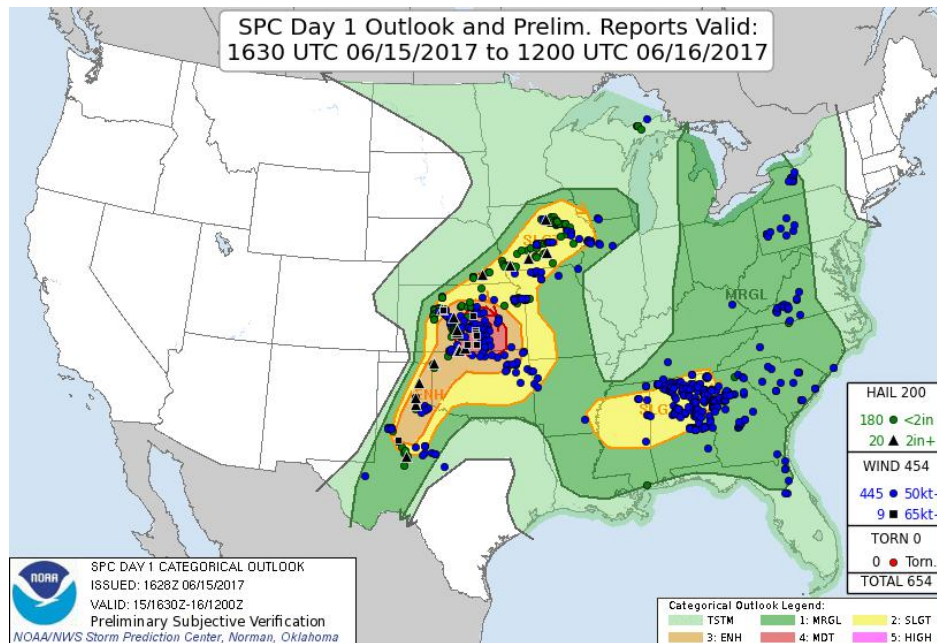 SPC Day 1 Outlook and Prelim. Reports Valid:
1630 UTC 06/15/2017 to 1200 UTC 06/16/2017
SLGT
MRGL
ENH
HAIL 200
180 <2in
20 2in+
WIND 454
445 50kt+
9 65kt+
TORN 0
0 Torn.
TOTAL 654
NOAA
SPC DAY 1 CATEGORICAL OUTLOOK
ISSUED: 1628Z 06/15/2017
VALID: 15/1630Z-16/1200Z
Preliminary Subjective Verification
NOAA/NWS Storm Prediction Center, Norman, Oklahoma
Categorical Outlook Legend:
TSTM 1: MRGL 2: SLGT
3: ENH 4: MDT 5: HIGH